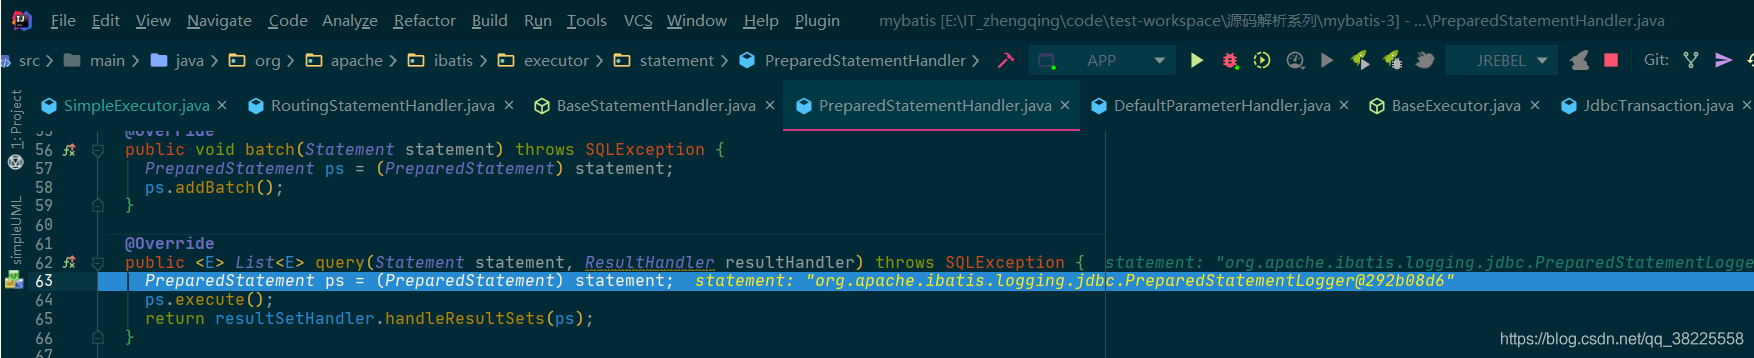 File Edit View Navigate Code Analyze Refactor Build Run Tools VCS Window Help Plugin mybatis [E:\IT_zhengqing\code\test-workspace\源码解析系列\mybatis-3] - ...\PreparedStatementHandler.java
src main java org apache ibatis executor statement PreparedStatementHandler APP JREBEL Git:
SimpleExecutor.java RoutingStatementHandler.java BaseStatementHandler.java PreparedStatementHandler.java DefaultParameterHandler.java BaseExecutor.java JdbcTransaction.java
1: Project
simpleUML
55 @Override
56 public void batch(Statement statement) throws SQLException {
57 PreparedStatement ps = (PreparedStatement) statement;
58 ps.addBatch();
59 }
60
61 @Override
62 public <E> List<E> query(Statement statement, ResultHandler resultHandler) throws SQLException { statement: "org.apache.ibatis.logging.jdbc.PreparedStatementLogge
63 PreparedStatement ps = (PreparedStatement) statement; statement: "org.apache.ibatis.logging.jdbc.PreparedStatementLogger@292b08d6"
64 ps.execute();
65 return resultSetHandler.handleResultSets(ps);
66 }
67
https://blog.csdn.net/qq_38225558